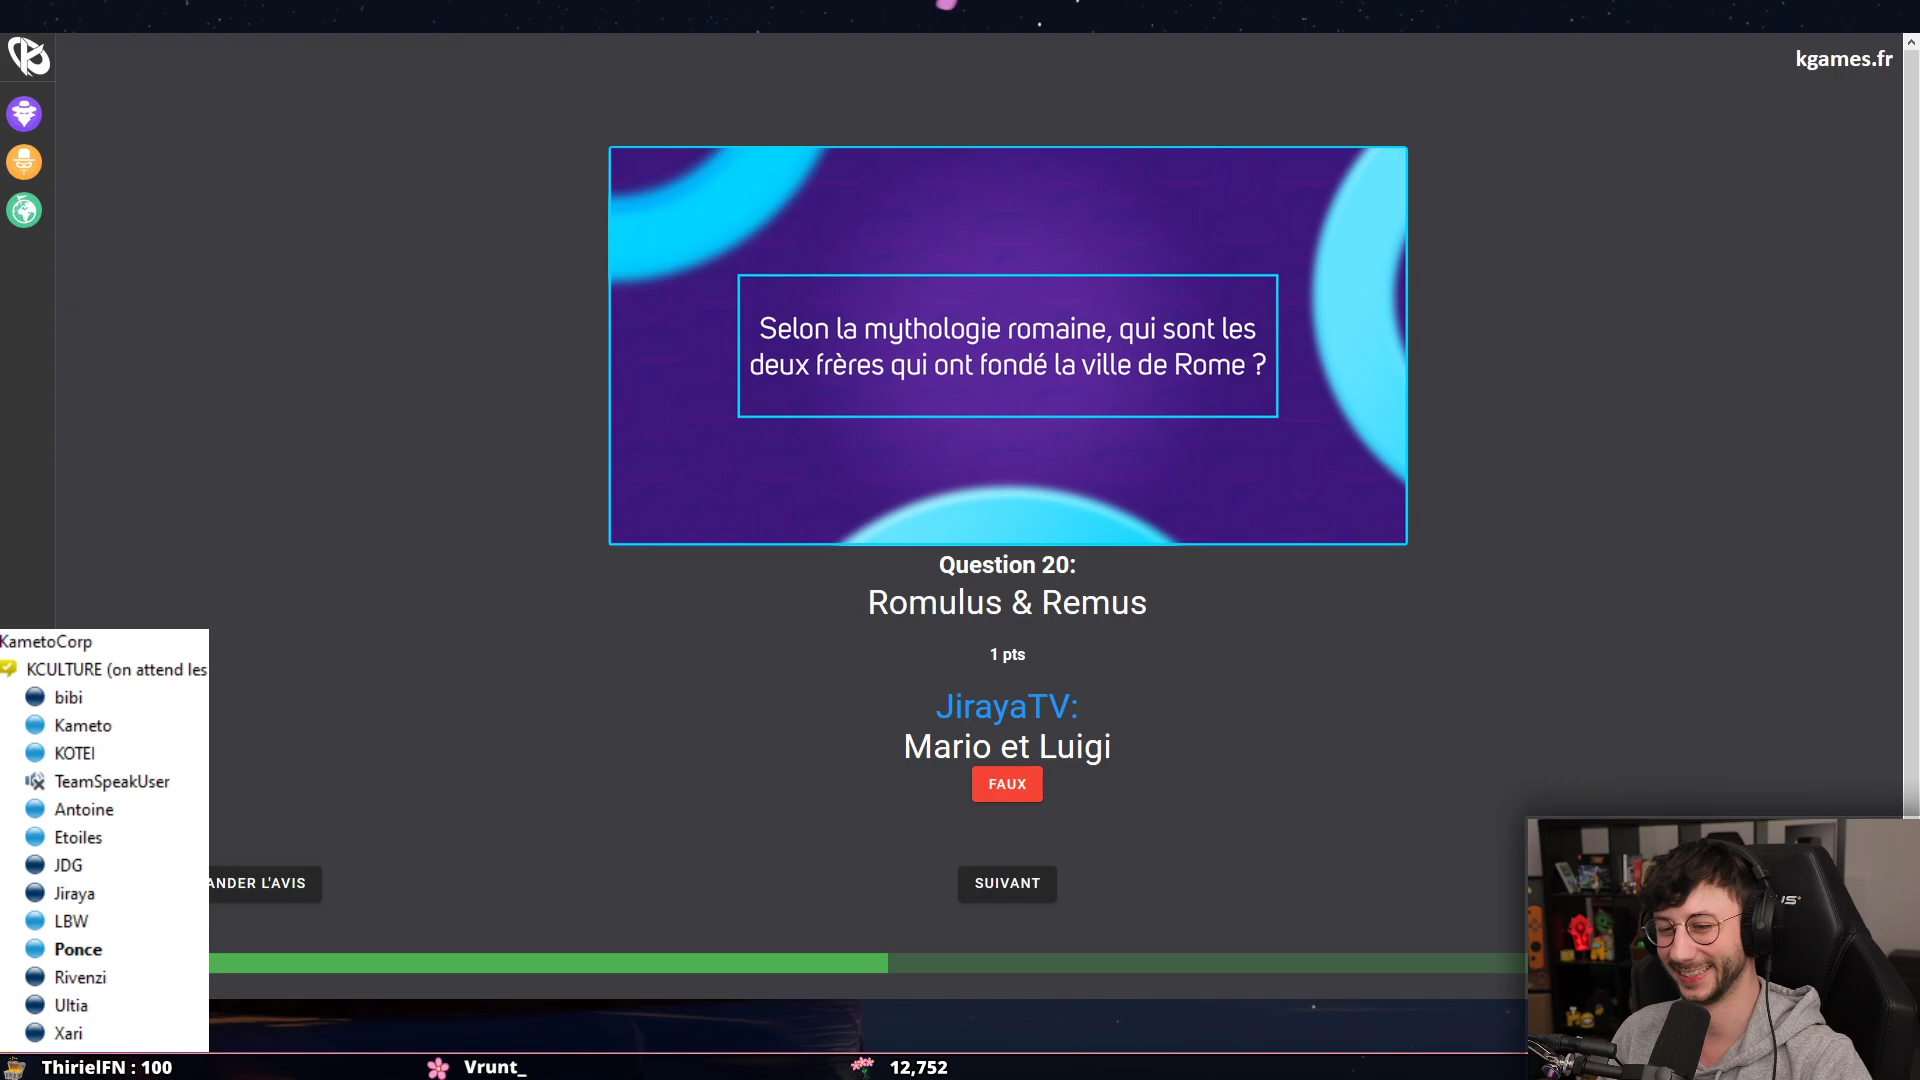 kgames.fr
Selon la mythologie romaine, qui sont les
deux frères qui ont fondé la ville de Rome ?
Question 20:
Romulus & Remus
1 pts
JirayaTV:
Mario et Luigi
FAUX
ANDER L'AVIS
SUIVANT
KametoCorp
KCULTURE (on attend les
bibi
Kameto
KOTEI
TeamSpeakUser
Antoine
Etoiles
JDG
Jiraya
LBW
Ponce
Rivenzi
Ultia
Xari
ThirielFN : 100
Vrunt_
12,752